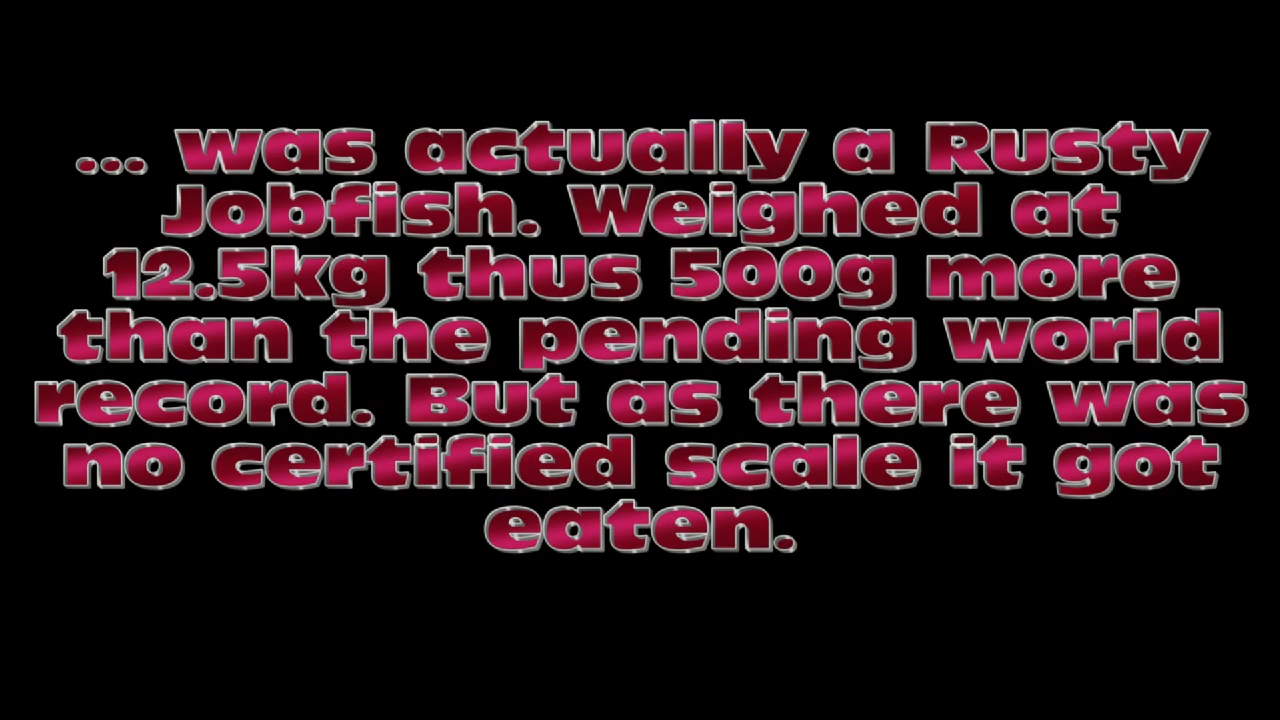 ... was actually a Rusty
Jobfish. Weighed at
12.5kg thus 500g more
than the pending world
record. But as there was
no certified scale it got
eaten.